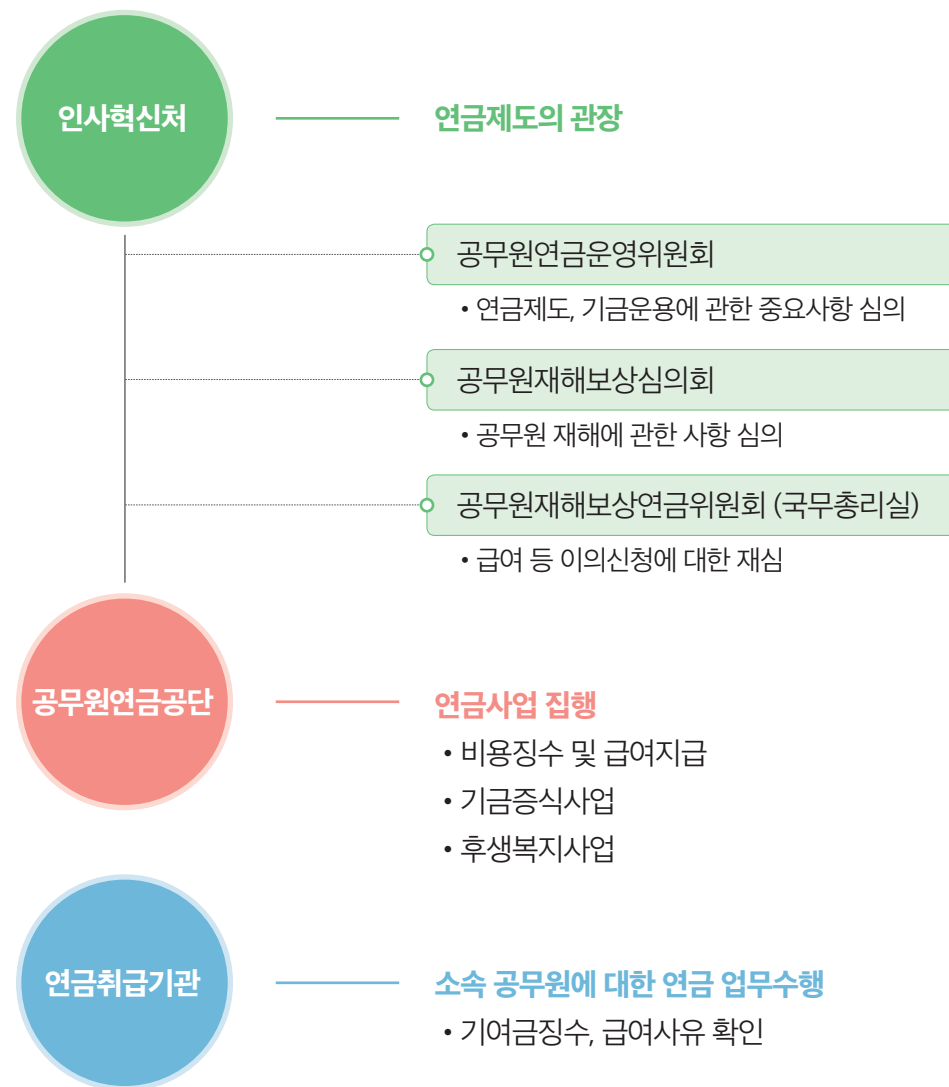 인사혁신처
연금제도의 관장
공무원연금운영위원회
• 연금제도, 기금운용에 관한 중요사항 심의
공무원재해보상심의회
• 공무원 재해에 관한 사항 심의
공무원재해보상연금위원회 (국무총리실)
• 급여 등 이의신청에 대한 재심
공무원연금공단
연금사업 집행
• 비용징수 및 급여지급
• 기금증식사업
• 후생복지사업
연금취급기관
소속 공무원에 대한 연금 업무수행
• 기여금징수, 급여사유 확인